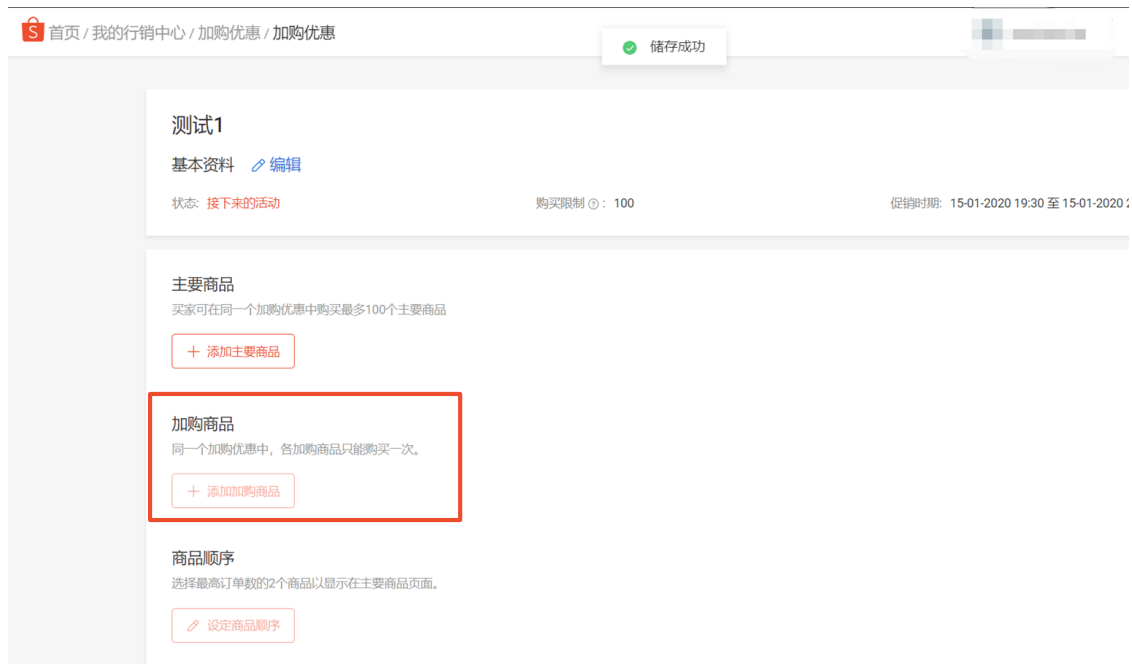 首页 / 我的行销中心 / 加购优惠 / 加购优惠
储存成功
测试1
基本资料 编辑
状态: 接下来的活动 购买限制 ? : 100 促销时期: 15-01-2020 19:30 至 15-01-2020
主要商品
买家可在同一个加购优惠中购买最多100个主要商品
+ 添加主要商品
加购商品
同一个加购优惠中，各加购商品只能购买一次。
+ 添加加购商品
商品顺序
选择最高订单数的2个商品以显示在主要商品页面。
设定商品顺序